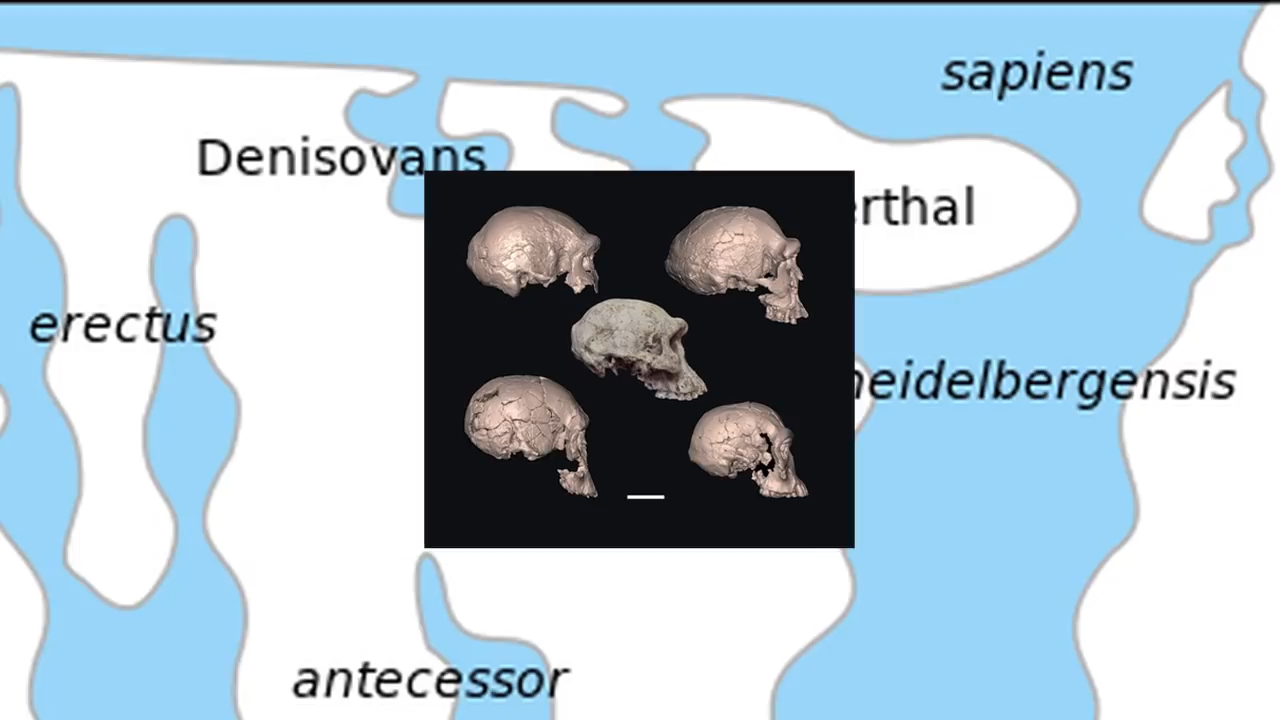 sapiens
Denisovans
erthal
erectus
heidelbergensis
antecessor